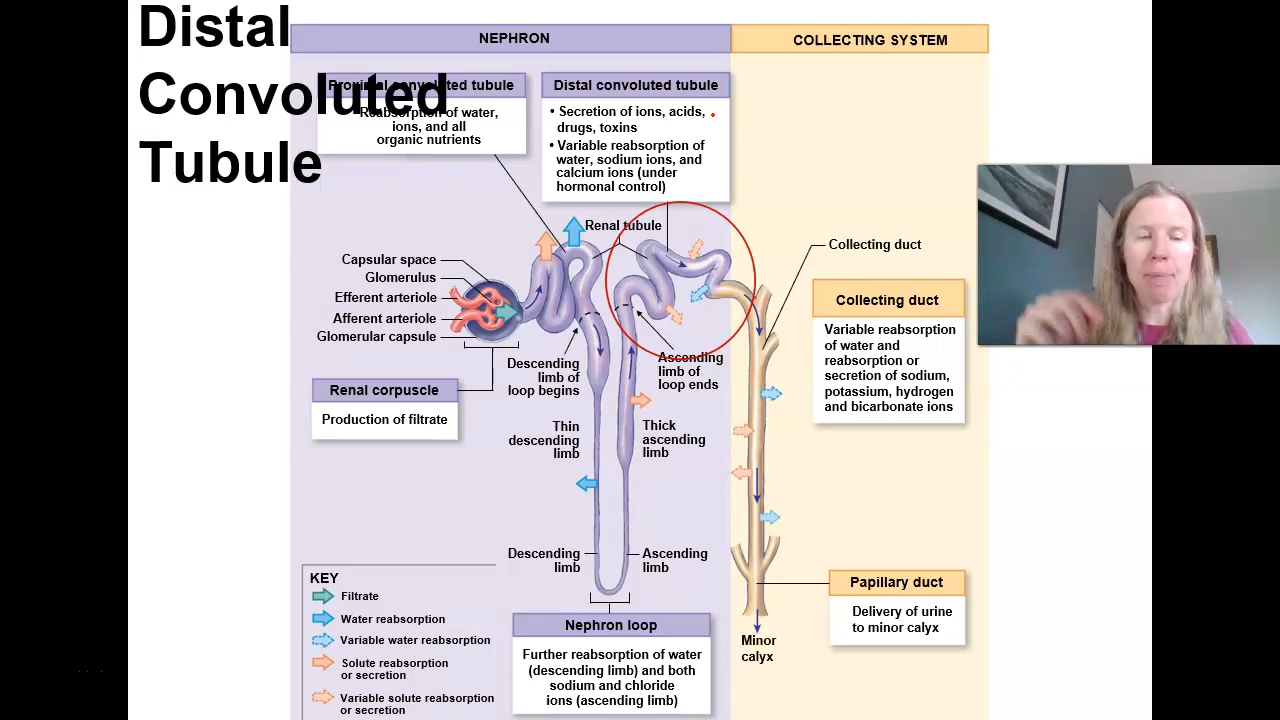 Distal
Convoluted
Tubule
NEPHRON
COLLECTING SYSTEM
Proximal convoluted tubule
Reabsorption of water,
ions, and all
organic nutrients
Distal convoluted tubule
• Secretion of ions, acids,
drugs, toxins
• Variable reabsorption of
water, sodium ions, and
calcium ions (under
hormonal control)
Renal tubule
Capsular space
Glomerulus
Efferent arteriole
Afferent arteriole
Glomerular capsule
Collecting duct
Collecting duct
Variable reabsorption
of water and
reabsorption or
secretion of sodium,
potassium, hydrogen
and bicarbonate ions
Descending
limb of
loop begins
Ascending
limb of
loop ends
Renal corpuscle
Production of filtrate
Thin
descending
limb
Thick
ascending
limb
Descending
limb
Ascending
limb
KEY
Filtrate
Water reabsorption
Variable water reabsorption
Solute reabsorption
or secretion
Variable solute reabsorption
or secretion
Nephron loop
Further reabsorption of water
(descending limb) and both
sodium and chloride
ions (ascending limb)
Papillary duct
Delivery of urine
to minor calyx
Minor
calyx